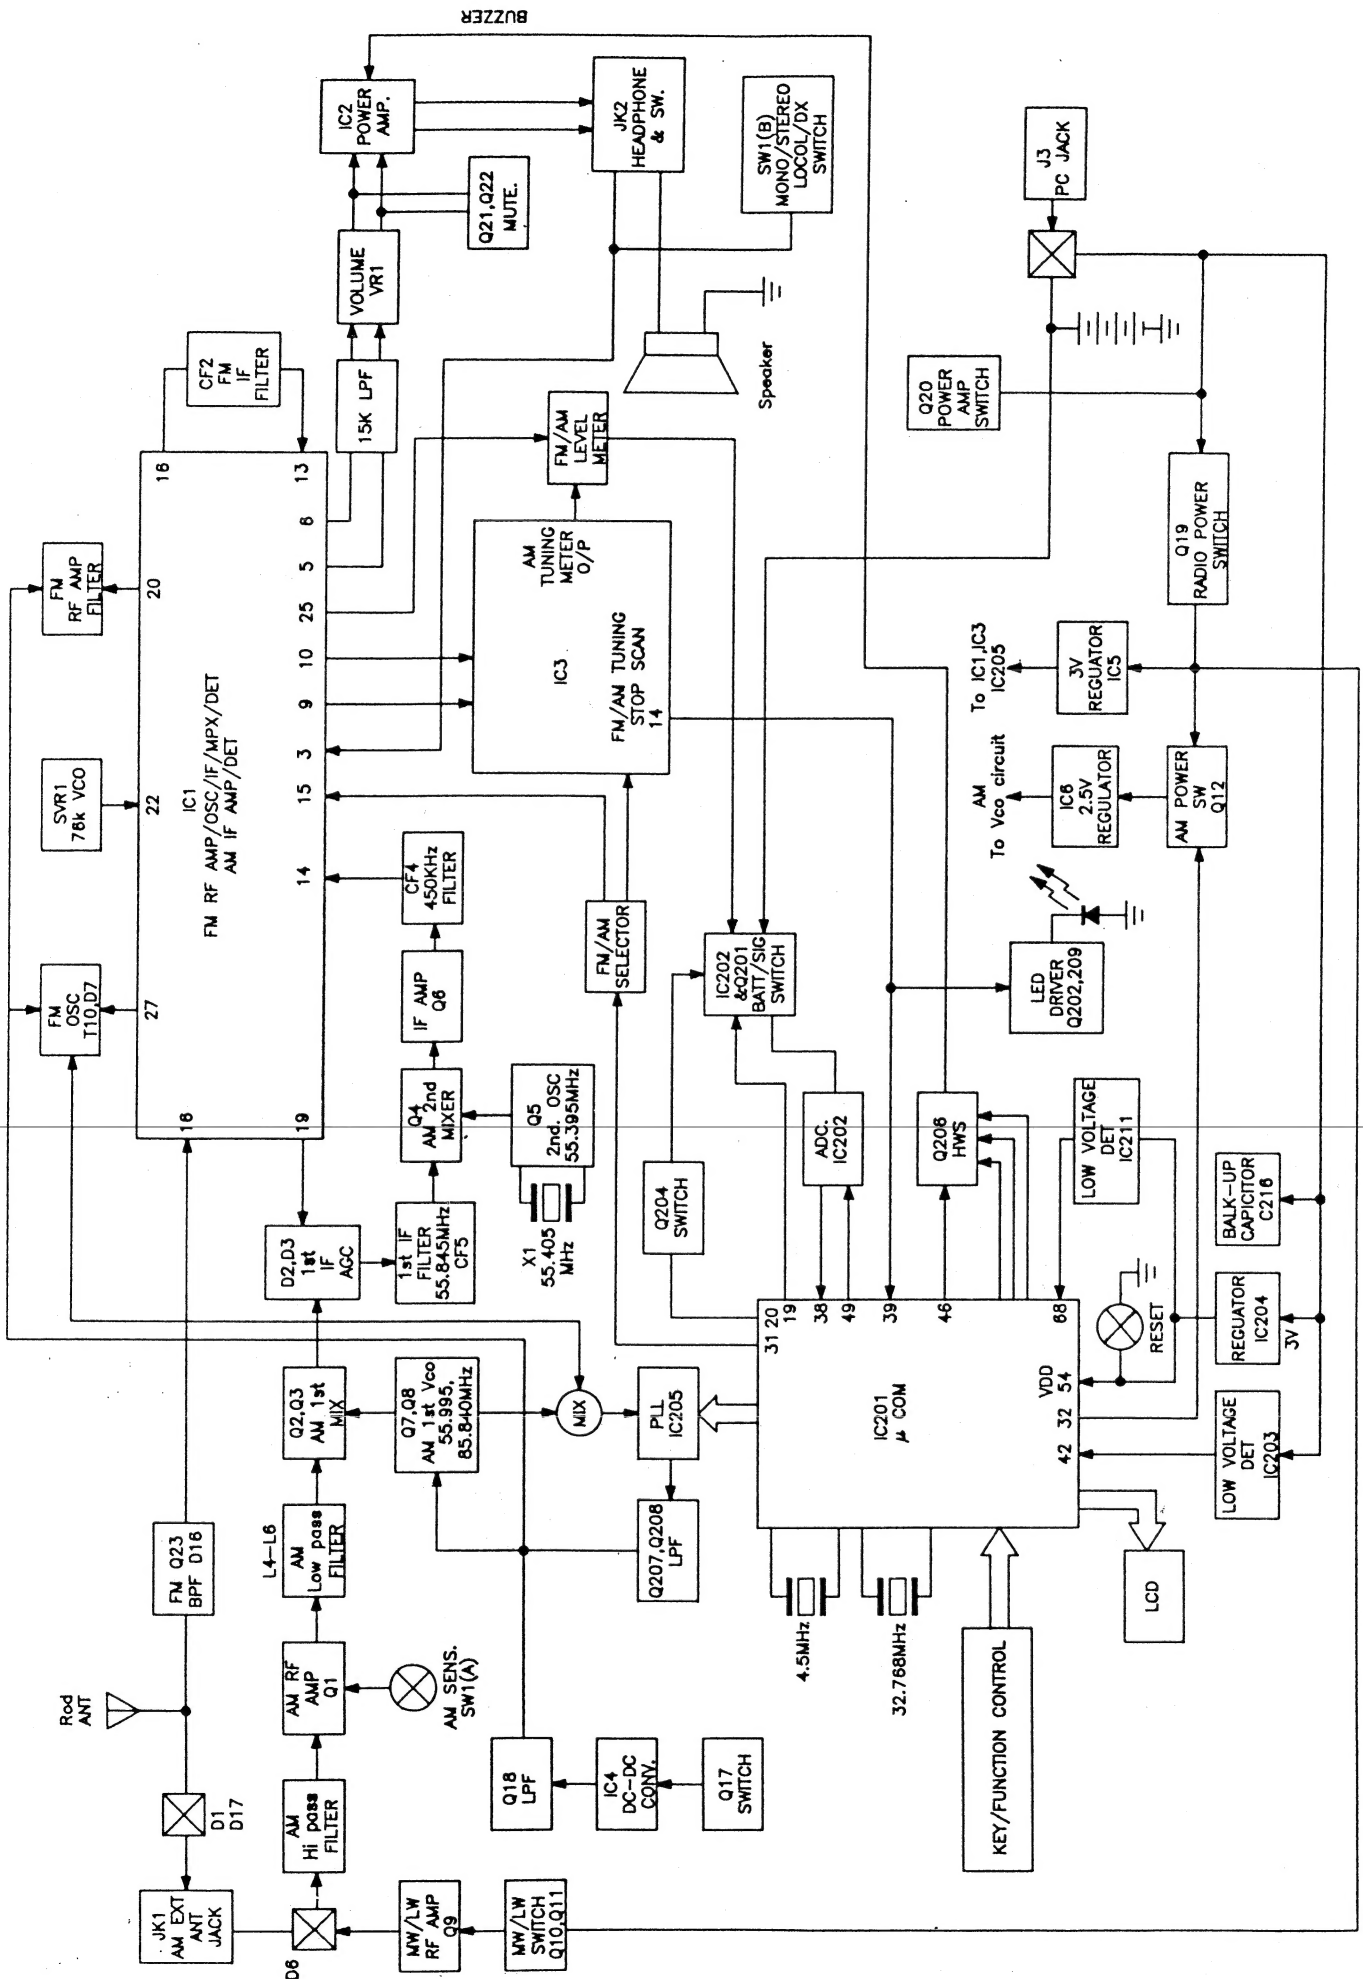 BUZZER
IC2
POWER
AMP.
JK2
HEADPHONE
& SW.
SW1(B)
MONO/STEREO
LOCOL/DX
SWITCH
J3
PC JACK
Q21,Q22
MUTE.
VOLUME
VR1
15K LPF
CF2
FM
IF
FILTER
Speaker
Q20
POWER
AMP
SWITCH
Q19
RADIO POWER
SWITCH
FM/AM
LEVEL
METER
AM
TUNING
METER
O/P
IC3
FM/AM TUNING
STOP SCAN
14
FM
RF AMP
FILTER
SVR1
76k VCO
FM
OSC
T10,D7
16
20
22
27
18
13
6
5
25
10
9
3
15
14
19
IC1
FM RF AMP/OSC/IF/MPX/DET
AM IF AMP/DET
CF4
450KHz
FILTER
IF AMP
Q6
Q4
AM 2nd
MIXER
Q5
2nd. OSC
55.395MHz
X1
55.405
MHz
1st IF
FILTER
55.845MHz
CF5
D2,D3
1st
IF
AGC
FM/AM
SELECTOR
IC202
&Q201
BATT/SIG
SWITCH
Q204
SWITCH
ADC.
IC202
Q206
HWS
LED
DRIVER
Q202,209
To IC1,IC3
IC205
3V
REGUATOR
IC5
AM
To Vco circuit
IC6
2.5V
REGULATOR
AM POWER
SW
Q12
LOW VOLTAGE
DET
IC211
BALK-UP
CAPICITOR
C216
RESET
REGUATOR
IC204
3V
LOW VOLTAGE
DET
IC203
31
20
19
38
49
39
46
68
VDD
54
32
42
IC201
μ COM
PLL
IC205
MIX
Q7,Q8
AM 1st Vco
55.995,
85.840MHz
Q2,Q3
AM 1st
MIX
L4-L6
AM
Low pass
FILTER
FM Q23
BPF D16
Q207,Q208
LPF
4.5MHz
32.768MHz
LCD
KEY/FUNCTION CONTROL
AM RF
AMP
Q1
AM SENS.
SW1(A)
Rod
ANT
D1
D17
AM
Hi pass
FILTER
Q18
LPF
IC4
DC-DC
CONV.
Q17
SWITCH
JK1
AM EXT
ANT
JACK
D6
MW/LW
RF AMP
Q9
MW/LW
SWITCH
Q10,Q11